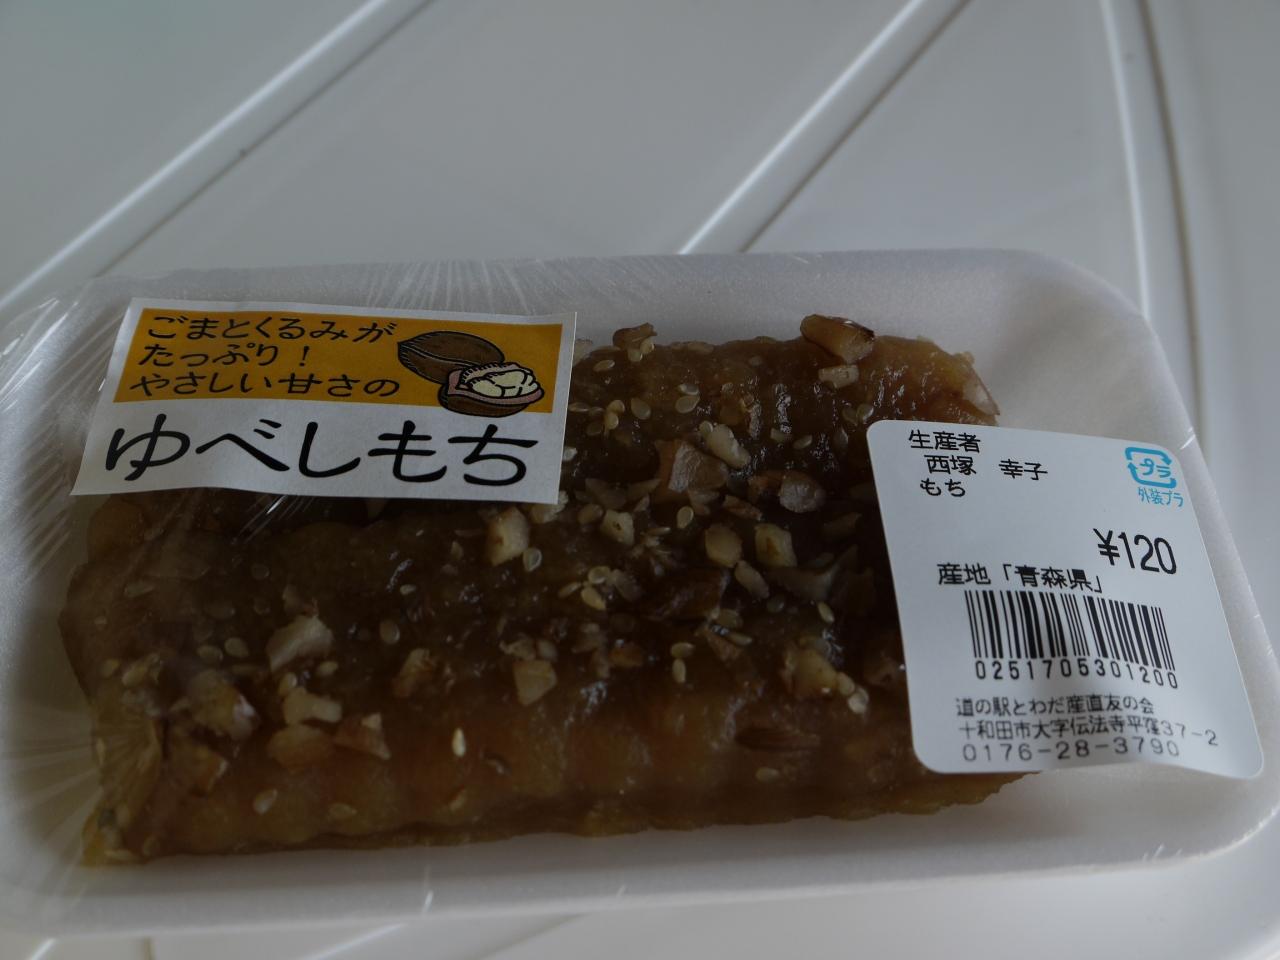 ごまとくるみが
たっぷり！
やさしい甘さの
ゆべしもち
生産者
西塚 幸子
もち
プラ
外装プラ
¥120
産地「青森県」
0251705301200
道の駅とわだ産直友の会
十和田市大字伝法寺平窪37-2
0176-28-3790